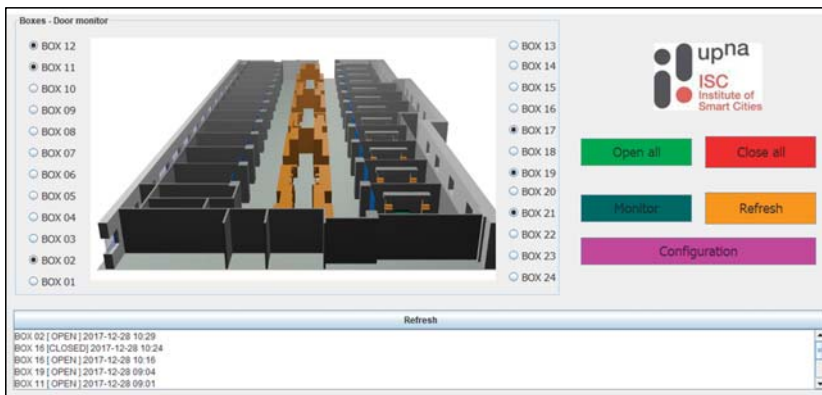 Boxes - Door monitor
BOX 12
BOX 11
BOX 10
BOX 09
BOX 08
BOX 07
BOX 06
BOX 05
BOX 04
BOX 03
BOX 02
BOX 01
BOX 13
BOX 14
BOX 15
BOX 16
BOX 17
BOX 18
BOX 19
BOX 20
BOX 21
BOX 22
BOX 23
BOX 24
upna
ISC
Institute of
Smart Cities
Open all
Close all
Monitor
Refresh
Configuration
Refresh
BOX 02 [ OPEN ] 2017-12-28 10:29
BOX 16 [CLOSED] 2017-12-28 10:24
BOX 16 [ OPEN ] 2017-12-28 10:16
BOX 19 [ OPEN ] 2017-12-28 09:04
BOX 11 [ OPEN ] 2017-12-28 09:01